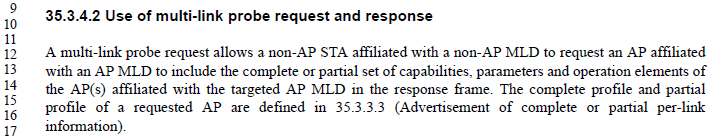 9
10 35.3.4.2 Use of multi-link probe request and response
11
12 A multi-link probe request allows a non-AP STA affiliated with a non-AP MLD to request an AP affiliated
13 with an AP MLD to include the complete or partial set of capabilities, parameters and operation elements of
14 the AP(s) affiliated with the targeted AP MLD in the response frame. The complete profile and partial
15 profile of a requested AP are defined in 35.3.3.3 (Advertisement of complete or partial per-link
16 information).
17